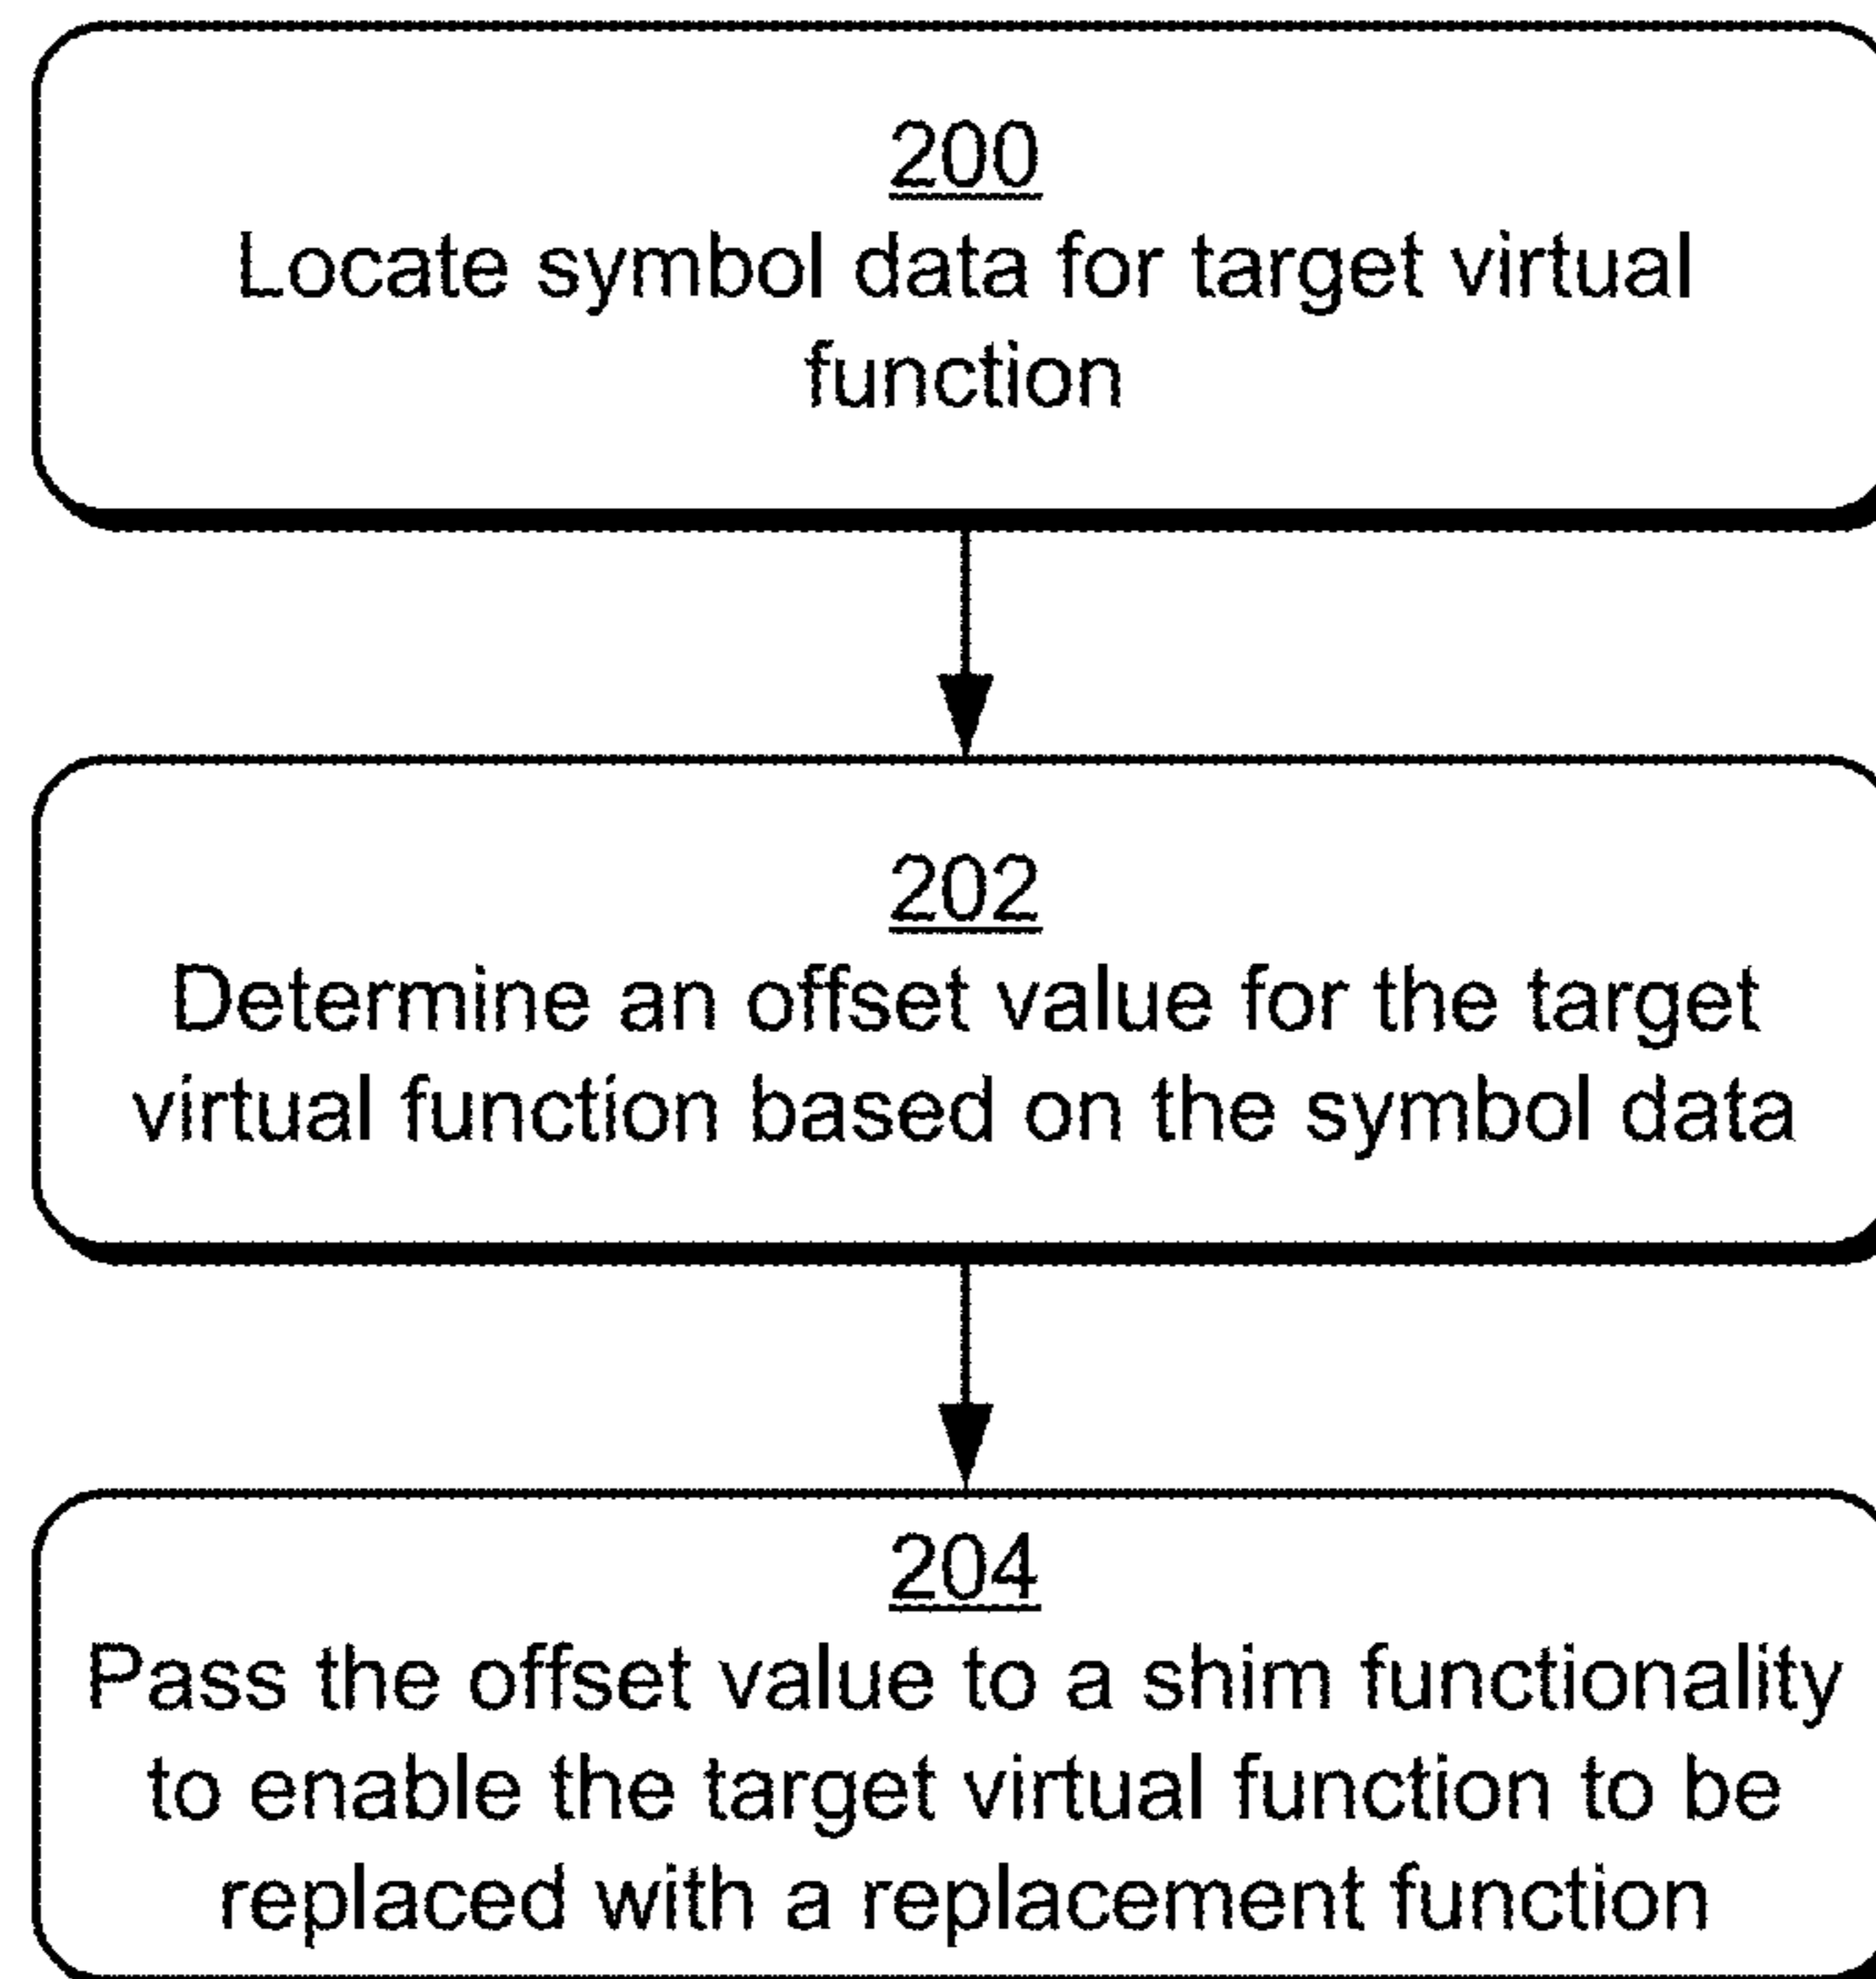 200
Locate symbol data for target virtual
function
202
Determine an offset value for the target
virtual function based on the symbol data
204
Pass the offset value to a shim functionality
to enable the target virtual function to be
replaced with a replacement function